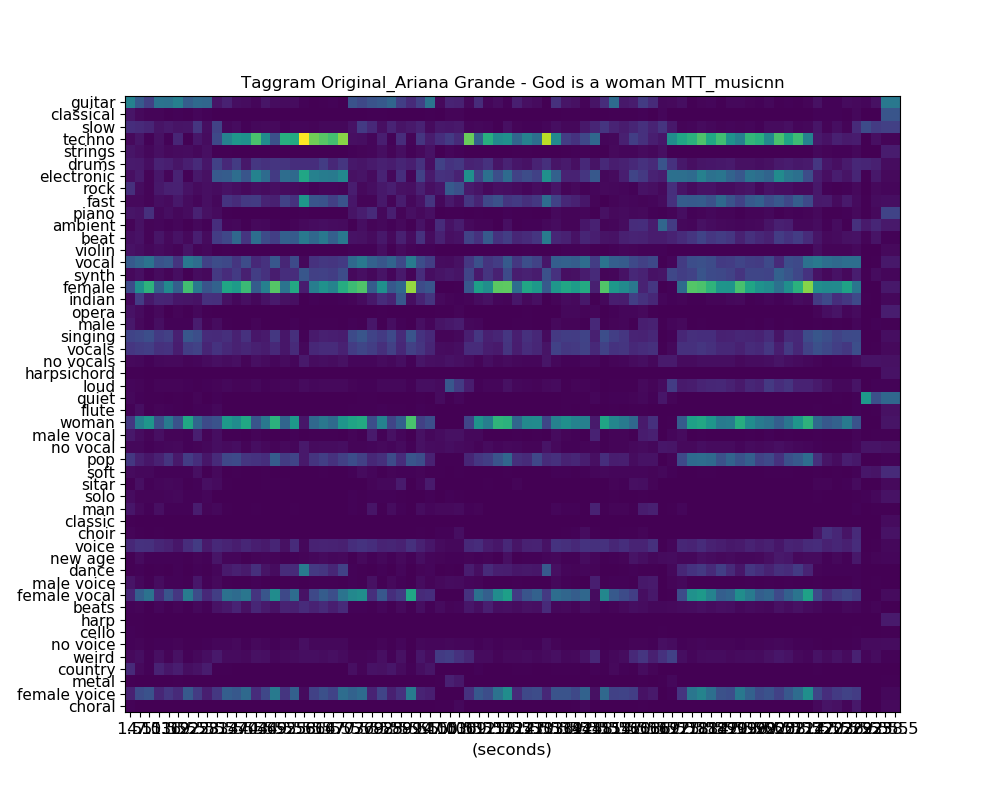 Taggram Original_Ariana Grande - God is a woman MTT_musicnn
guitar
classical
slow
techno
strings
drums
electronic
rock
fast
piano
ambient
beat
violin
vocal
synth
female
indian
opera
male
singing
vocals
no vocals
harpsichord
loud
quiet
flute
woman
male vocal
no vocal
pop
soft
sitar
solo
man
classic
choir
voice
new age
dance
male voice
female vocal
beats
harp
cello
no voice
weird
country
metal
female voice
choral
(seconds)